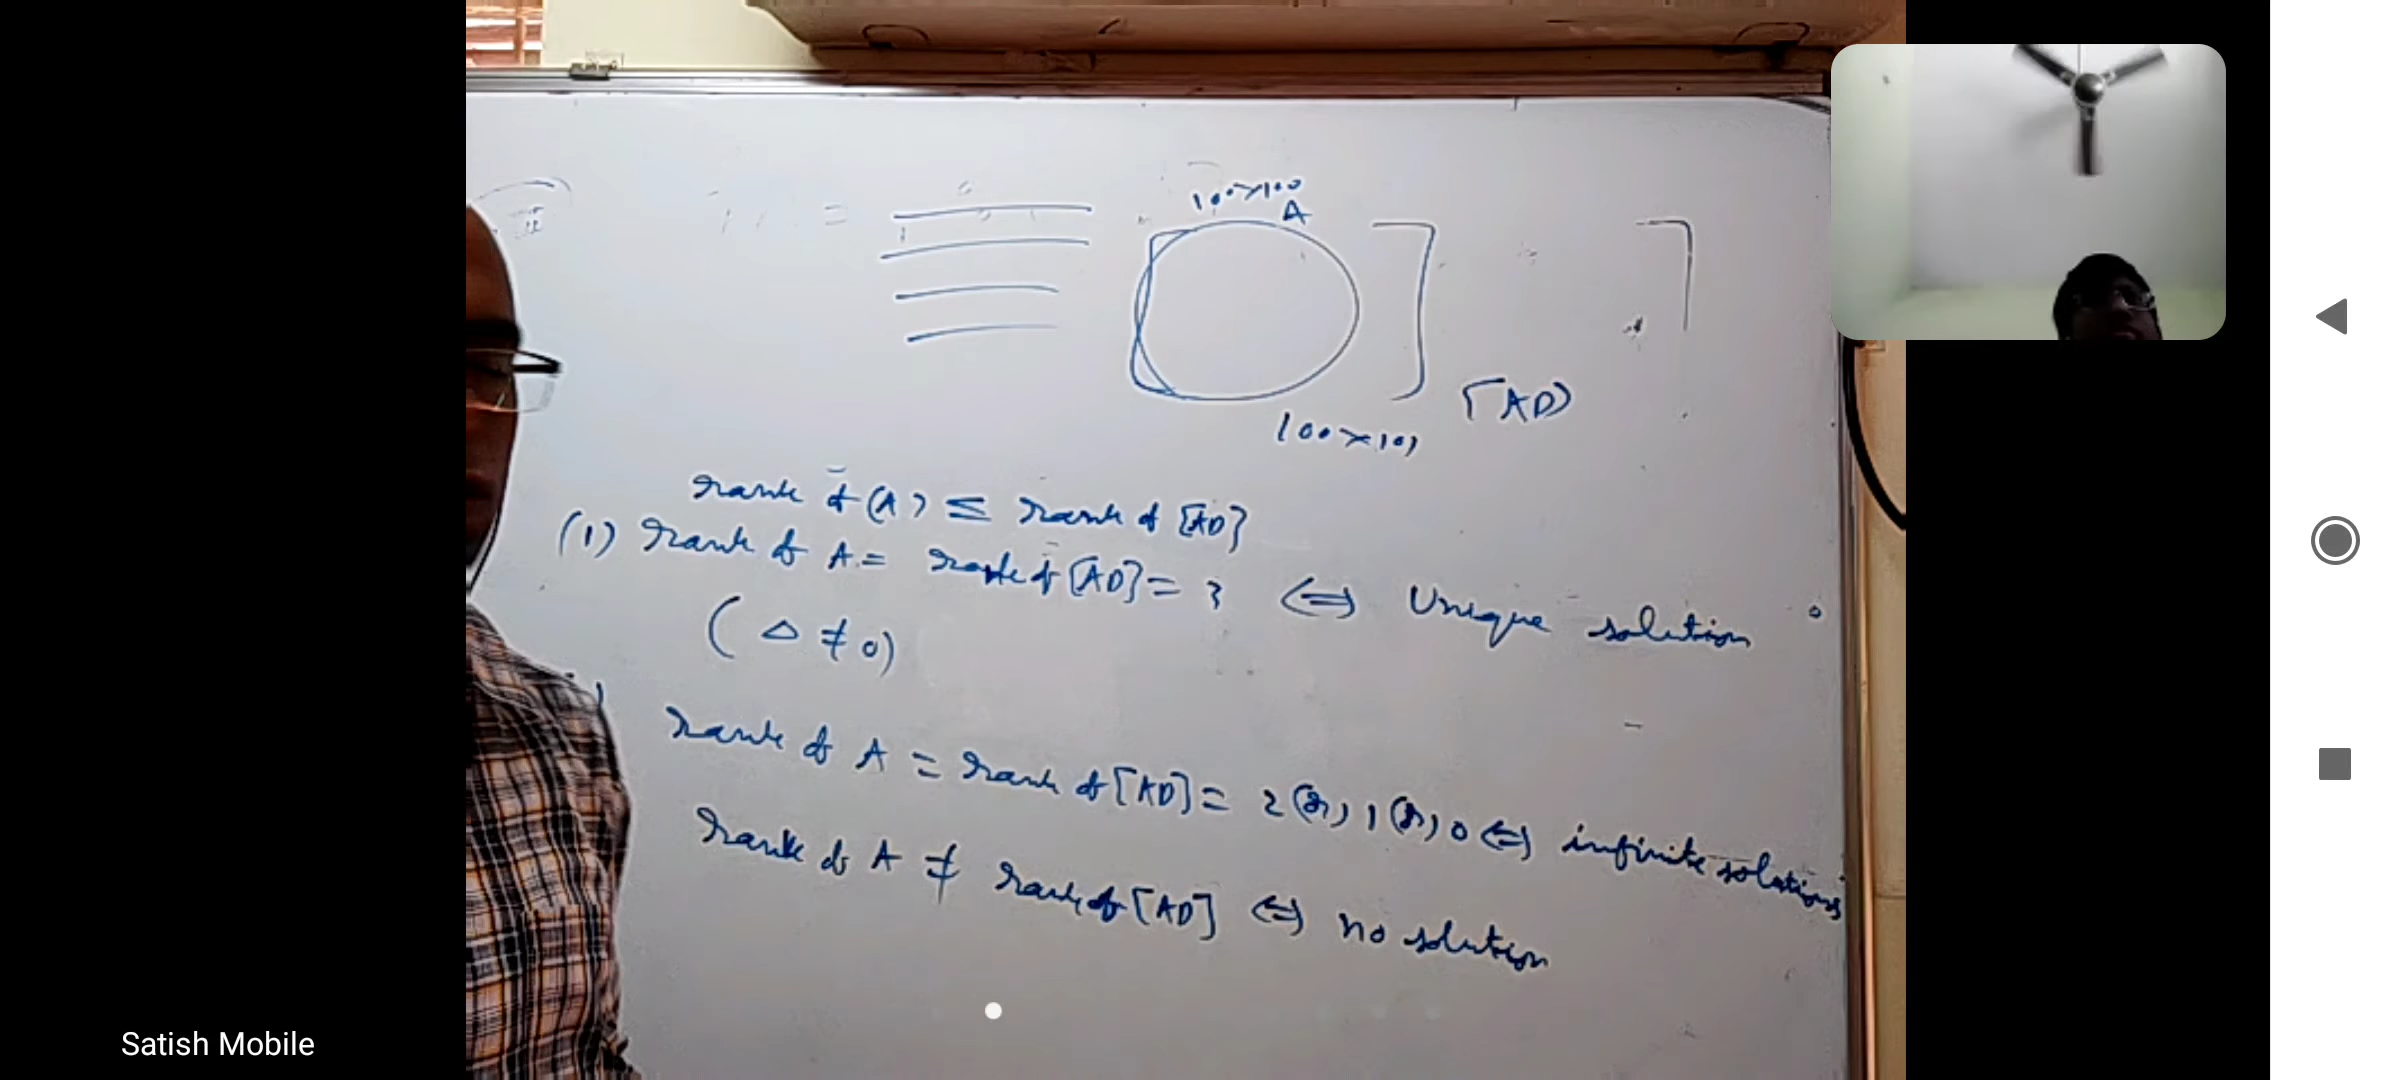 100×100
A
[AD]
100×101
rank of (A) ≤ rank of [AD]
(1) rank of A = rank of [AD] = 3 ⇔ Unique solution
(Δ ≠ 0)
rank of A = rank of [AD] = 2 (or) 1 (or) 0 ⇔ infinite solutions
rank of A ≠ rank of [AD] ⇔ no solution
Satish Mobile